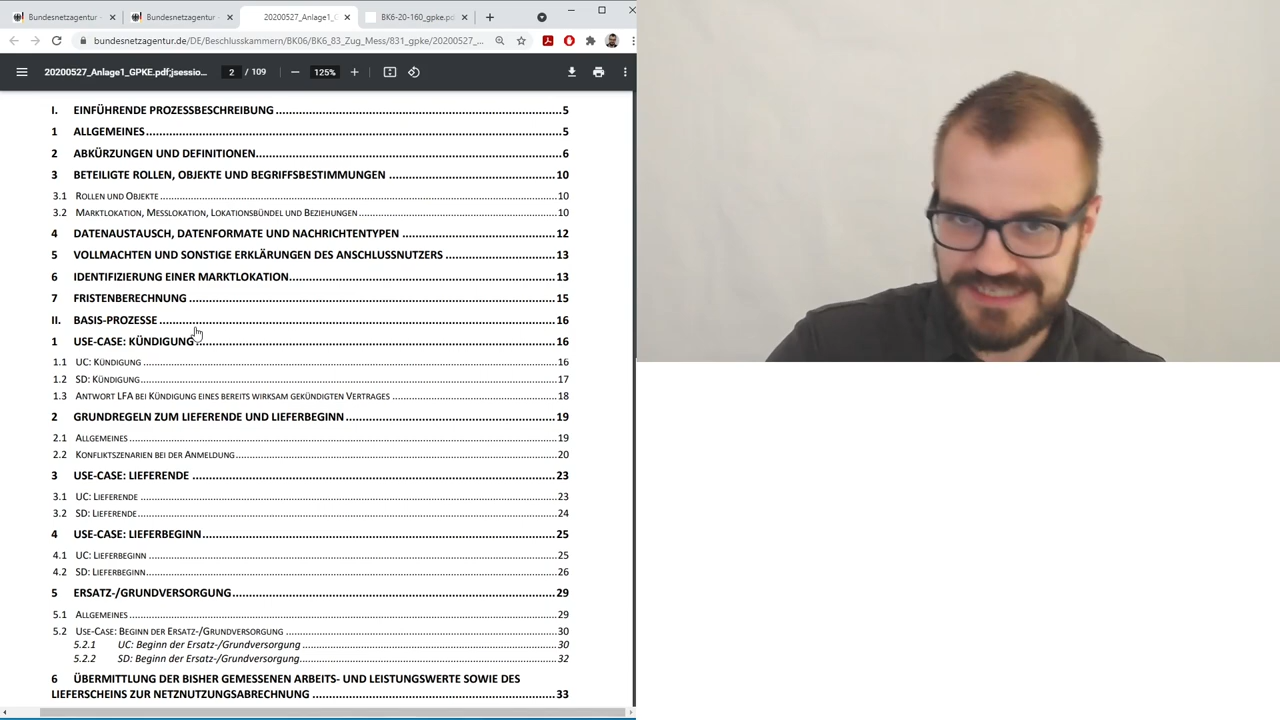 Bundesnetzagentur
Bundesnetzagentur
20200527_Anlage1_G
BK6-20-160_gpke.pd
bundesnetzagentur.de/DE/Beschlusskammern/BK06/BK6_83_Zug_Mess/831_gpke/20200527_...
20200527_Anlage1_GPKE.pdf;jsessio...
2 / 109
125%
I. EINFÜHRENDE PROZESSBESCHREIBUNG 5
1 ALLGEMEINES 5
2 ABKÜRZUNGEN UND DEFINITIONEN 6
3 BETEILIGTE ROLLEN, OBJEKTE UND BEGRIFFSBESTIMMUNGEN 10
3.1 ROLLEN UND OBJEKTE 10
3.2 MARKTLOKATION, MESSLOKATION, LOKATIONSBÜNDEL UND BEZIEHUNGEN 10
4 DATENAUSTAUSCH, DATENFORMATE UND NACHRICHTENTYPEN 12
5 VOLLMACHTEN UND SONSTIGE ERKLÄRUNGEN DES ANSCHLUSSNUTZERS 13
6 IDENTIFIZIERUNG EINER MARKTLOKATION 13
7 FRISTENBERECHNUNG 15
II. BASIS-PROZESSE 16
1 USE-CASE: KÜNDIGUNG 16
1.1 UC: KÜNDIGUNG 16
1.2 SD: KÜNDIGUNG 17
1.3 ANTWORT LFA BEI KÜNDIGUNG EINES BEREITS WIRKSAM GEKÜNDIGTEN VERTRAGES 18
2 GRUNDREGELN ZUM LIEFERENDE UND LIEFERBEGINN 19
2.1 ALLGEMEINES 19
2.2 KONFLIKTSZENARIEN BEI DER ANMELDUNG 20
3 USE-CASE: LIEFERENDE 23
3.1 UC: LIEFERENDE 23
3.2 SD: LIEFERENDE 24
4 USE-CASE: LIEFERBEGINN 25
4.1 UC: LIEFERBEGINN 25
4.2 SD: LIEFERBEGINN 26
5 ERSATZ-/GRUNDVERSORGUNG 29
5.1 ALLGEMEINES 29
5.2 USE-CASE: BEGINN DER ERSATZ-/GRUNDVERSORGUNG 30
5.2.1 UC: Beginn der Ersatz-/Grundversorgung 30
5.2.2 SD: Beginn der Ersatz-/Grundversorgung 32
6 ÜBERMITTLUNG DER BISHER GEMESSENEN ARBEITS- UND LEISTUNGSWERTE SOWIE DES
LIEFERSCHEINS ZUR NETZNUTZUNGSABRECHNUNG 33